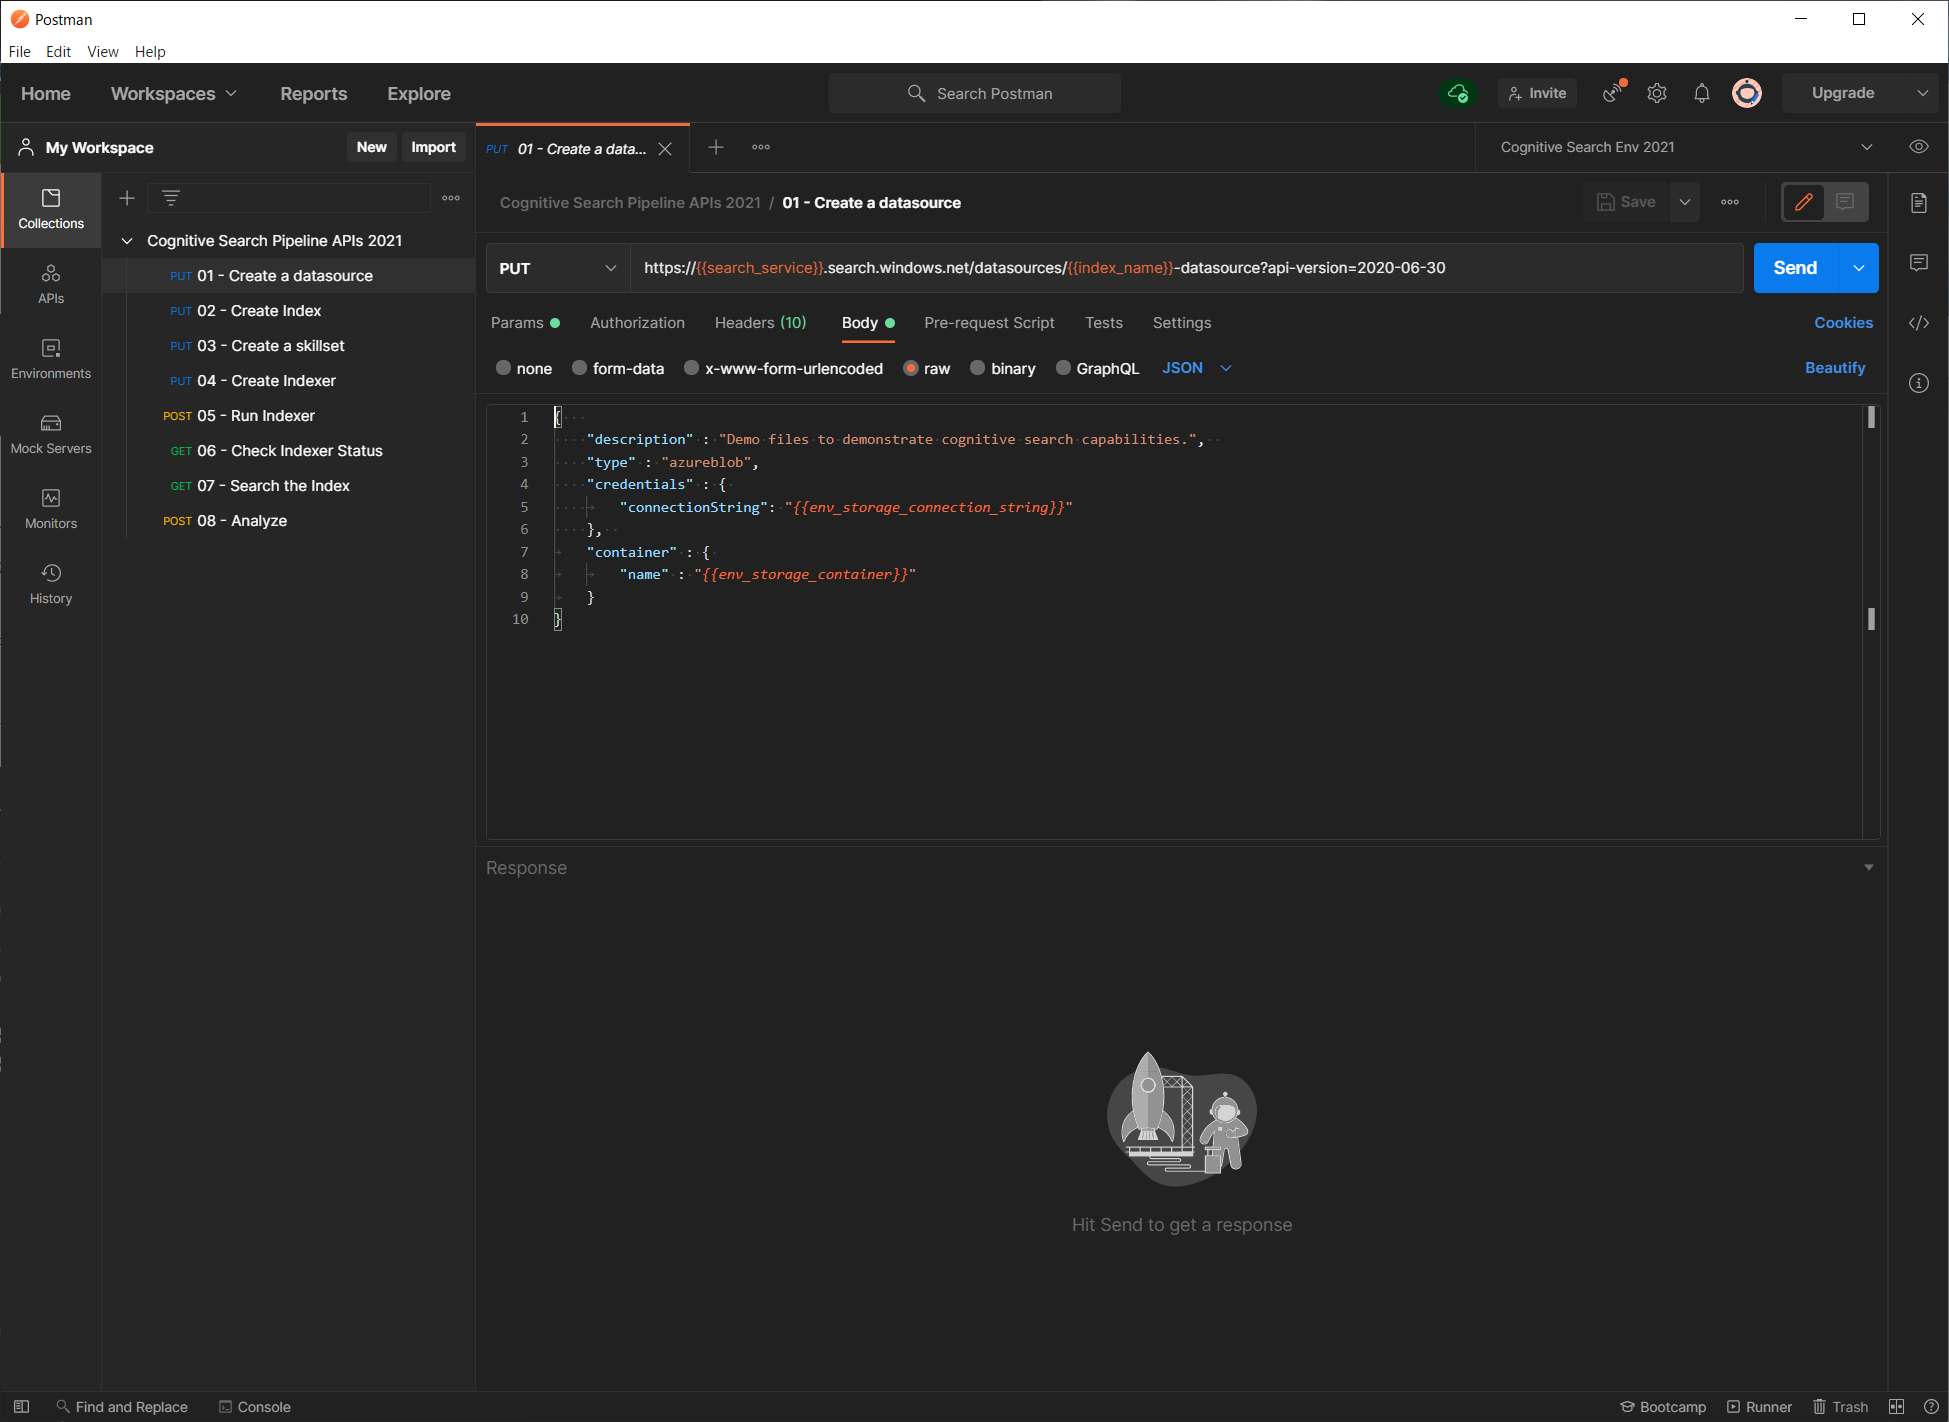 Postman
File Edit View Help
Home Workspaces Reports Explore Search Postman Invite Upgrade
My Workspace New Import PUT 01 - Create a data... Cognitive Search Env 2021
Collections
APIs
Environments
Mock Servers
Monitors
History
Cognitive Search Pipeline APIs 2021
PUT 01 - Create a datasource
PUT 02 - Create Index
PUT 03 - Create a skillset
PUT 04 - Create Indexer
POST 05 - Run Indexer
GET 06 - Check Indexer Status
GET 07 - Search the Index
POST 08 - Analyze
Cognitive Search Pipeline APIs 2021 / 01 - Create a datasource Save
PUT https://{{search_service}}.search.windows.net/datasources/{{index_name}}-datasource?api-version=2020-06-30 Send
Params Authorization Headers (10) Body Pre-request Script Tests Settings Cookies
none form-data x-www-form-urlencoded raw binary GraphQL JSON Beautify
1 {
2 "description" : "Demo files to demonstrate cognitive search capabilities.",
3 "type" : "azureblob",
4 "credentials" : {
5 "connectionString": "{{env_storage_connection_string}}"
6 },
7 "container" : {
8 "name" : "{{env_storage_container}}"
9 }
10 }
Response
Hit Send to get a response
Find and Replace Console Bootcamp Runner Trash